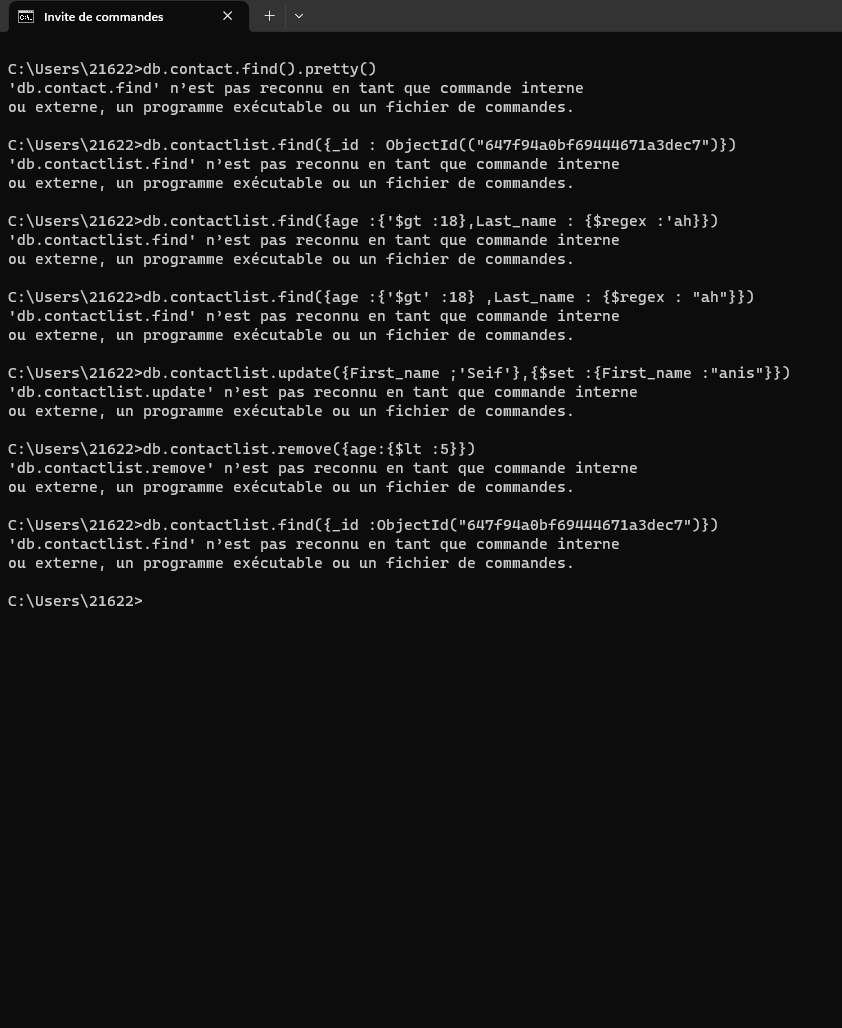 Invite de commandes
C:\Users\21622>db.contact.find().pretty()
'db.contact.find' n’est pas reconnu en tant que commande interne
ou externe, un programme exécutable ou un fichier de commandes.
C:\Users\21622>db.contactlist.find({_id : ObjectId(("647f94a0bf69444671a3dec7")})
'db.contactlist.find' n’est pas reconnu en tant que commande interne
ou externe, un programme exécutable ou un fichier de commandes.
C:\Users\21622>db.contactlist.find({age :{'$gt :18},Last_name : {$regex :'ah}})
'db.contactlist.find' n’est pas reconnu en tant que commande interne
ou externe, un programme exécutable ou un fichier de commandes.
C:\Users\21622>db.contactlist.find({age :{'$gt' :18} ,Last_name : {$regex : "ah"}})
'db.contactlist.find' n’est pas reconnu en tant que commande interne
ou externe, un programme exécutable ou un fichier de commandes.
C:\Users\21622>db.contactlist.update({First_name ;'Seif'},{$set :{First_name :"anis"}})
'db.contactlist.update' n’est pas reconnu en tant que commande interne
ou externe, un programme exécutable ou un fichier de commandes.
C:\Users\21622>db.contactlist.remove({age:{$lt :5}})
'db.contactlist.remove' n’est pas reconnu en tant que commande interne
ou externe, un programme exécutable ou un fichier de commandes.
C:\Users\21622>db.contactlist.find({_id :ObjectId("647f94a0bf69444671a3dec7")})
'db.contactlist.find' n’est pas reconnu en tant que commande interne
ou externe, un programme exécutable ou un fichier de commandes.
C:\Users\21622>